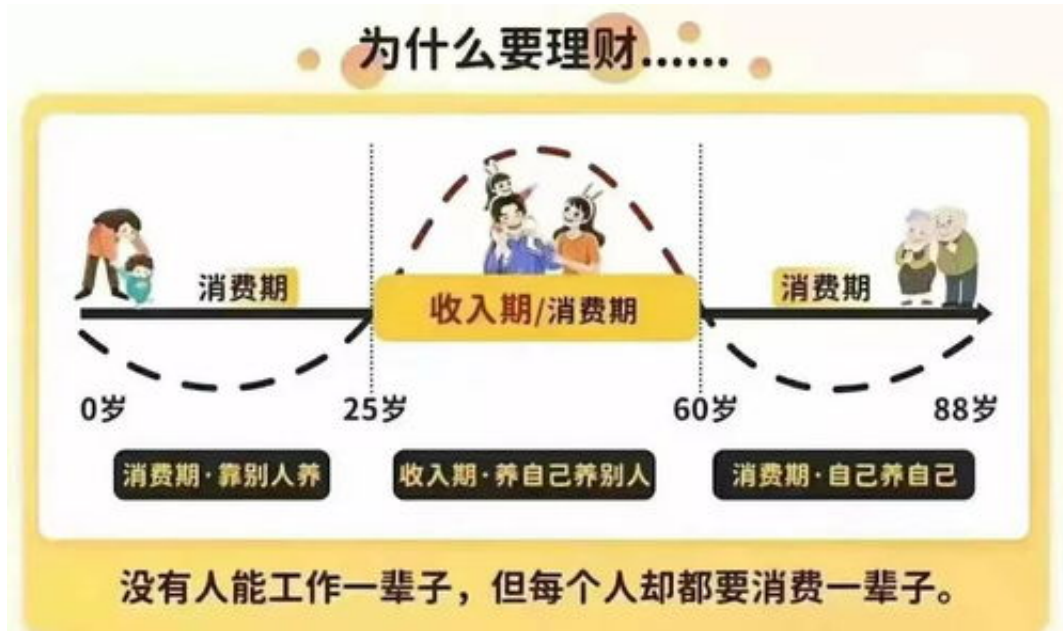 为什么要理财......
消费期
收入期/消费期
消费期
0岁
25岁
60岁
88岁
消费期·靠别人养
收入期·养自己养别人
消费期·自己养自己
没有人能工作一辈子，但每个人却都要消费一辈子。